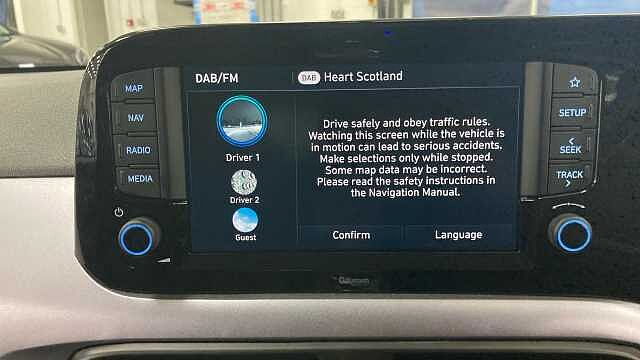 DAB/FM
DAB Heart Scotland
MAP
NAV
RADIO
MEDIA
Driver 1
Driver 2
Guest
Drive safely and obey traffic rules.
Watching this screen while the vehicle is
in motion can lead to serious accidents.
Make selections only while stopped.
Some map data may be incorrect.
Please read the safety instructions in
the Navigation Manual.
Confirm
Language
SETUP
SEEK
TRACK